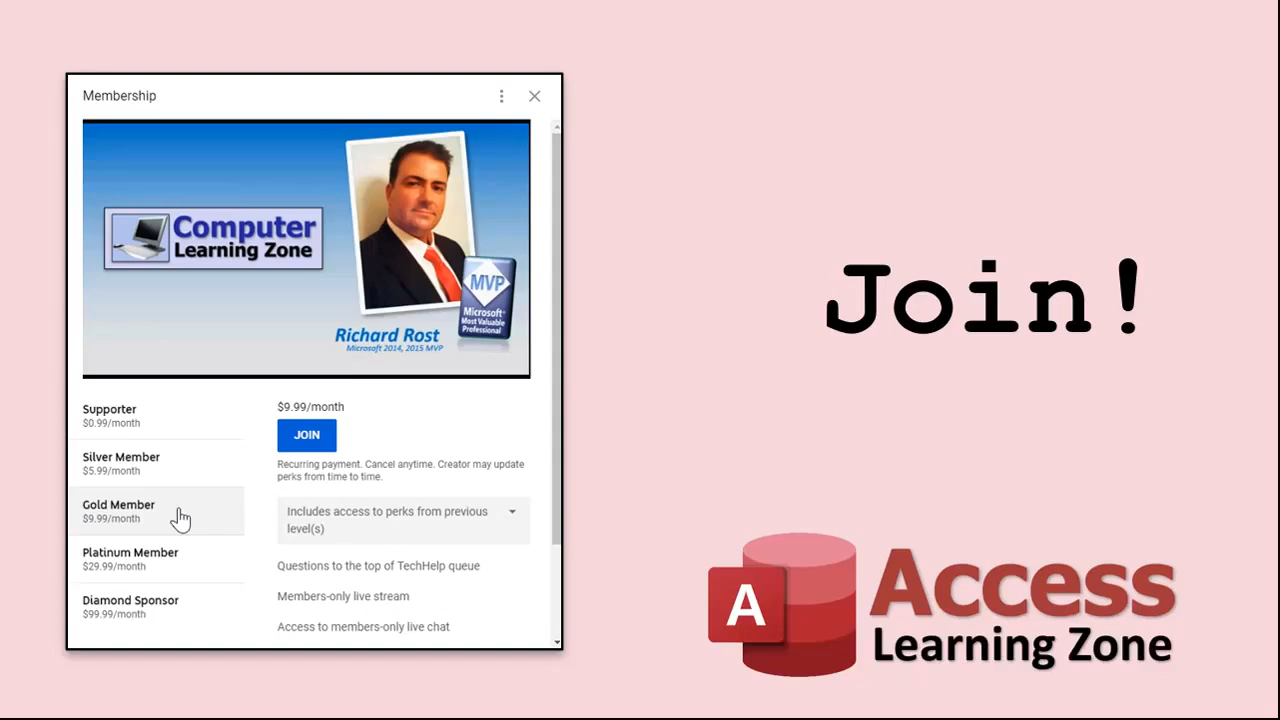 Membership
Computer
Learning Zone
MVP
Microsoft®
Most Valuable
Professional
Richard Rost
Microsoft 2014, 2015 MVP
Supporter
$0.99/month
Silver Member
$5.99/month
Gold Member
$9.99/month
Platinum Member
$29.99/month
Diamond Sponsor
$99.99/month
$9.99/month
JOIN
Recurring payment. Cancel anytime. Creator may update
perks from time to time.
Includes access to perks from previous
level(s)
Questions to the top of TechHelp queue
Members-only live stream
Access to members-only live chat
Join!
A
Access
Learning Zone